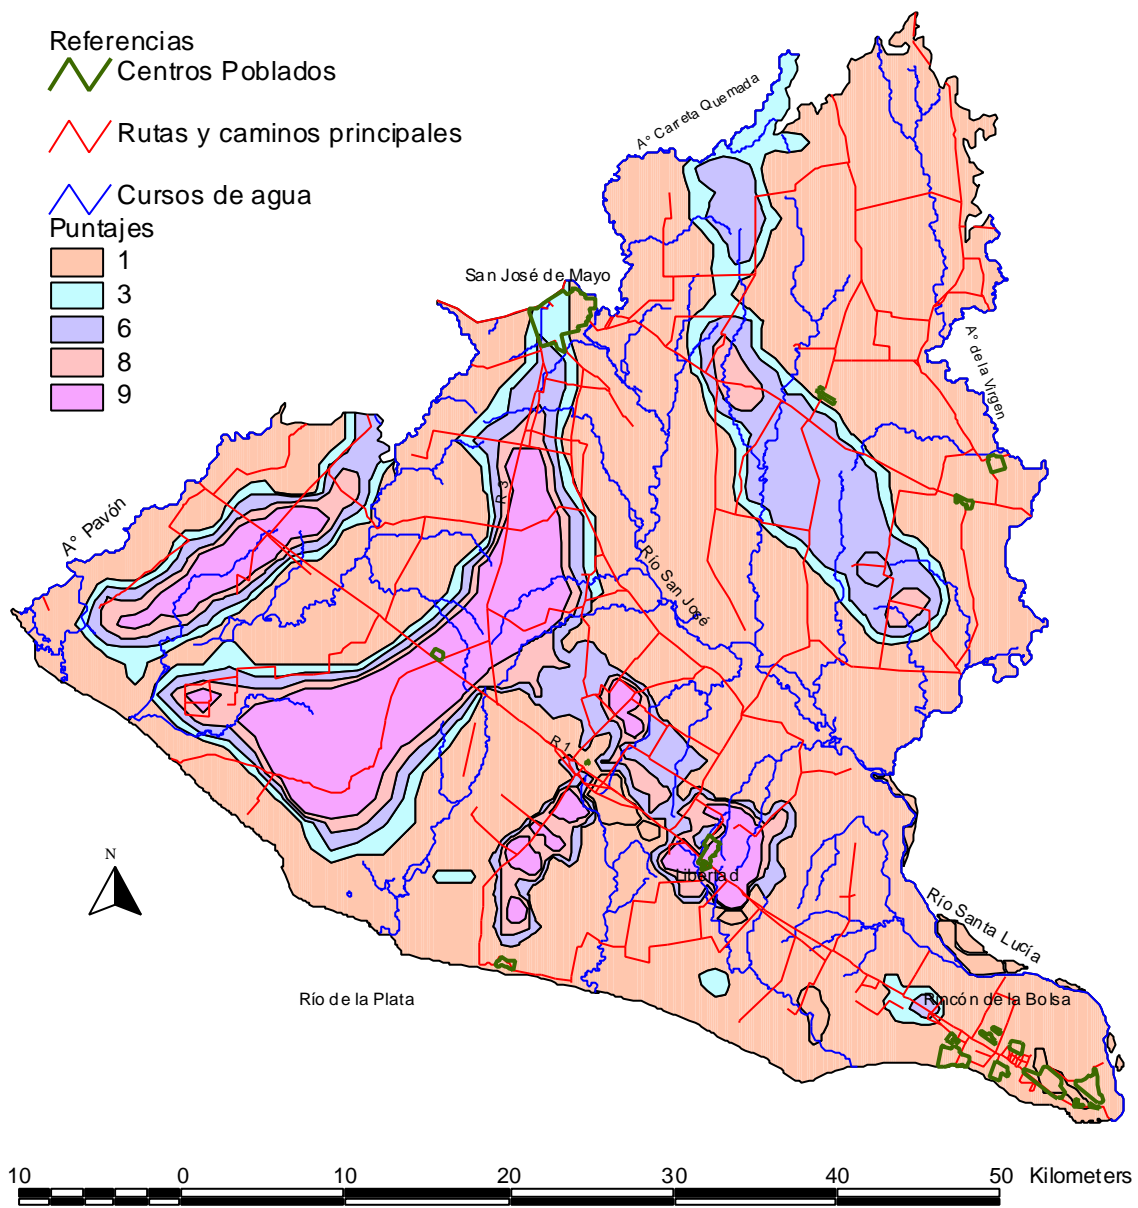 Referencias
Centros Poblados
Rutas y caminos principales
Cursos de agua
Puntajes
1
3
6
8
9
A° Carreta Quemada
San José de Mayo
A° de la Virgen
A° Pavón
R 3
Río San José
R 1
Libertad
N
Río Santa Lucía
Río de la Plata
Rincón de la Bolsa
10 0 10 20 30 40 50 Kilometers